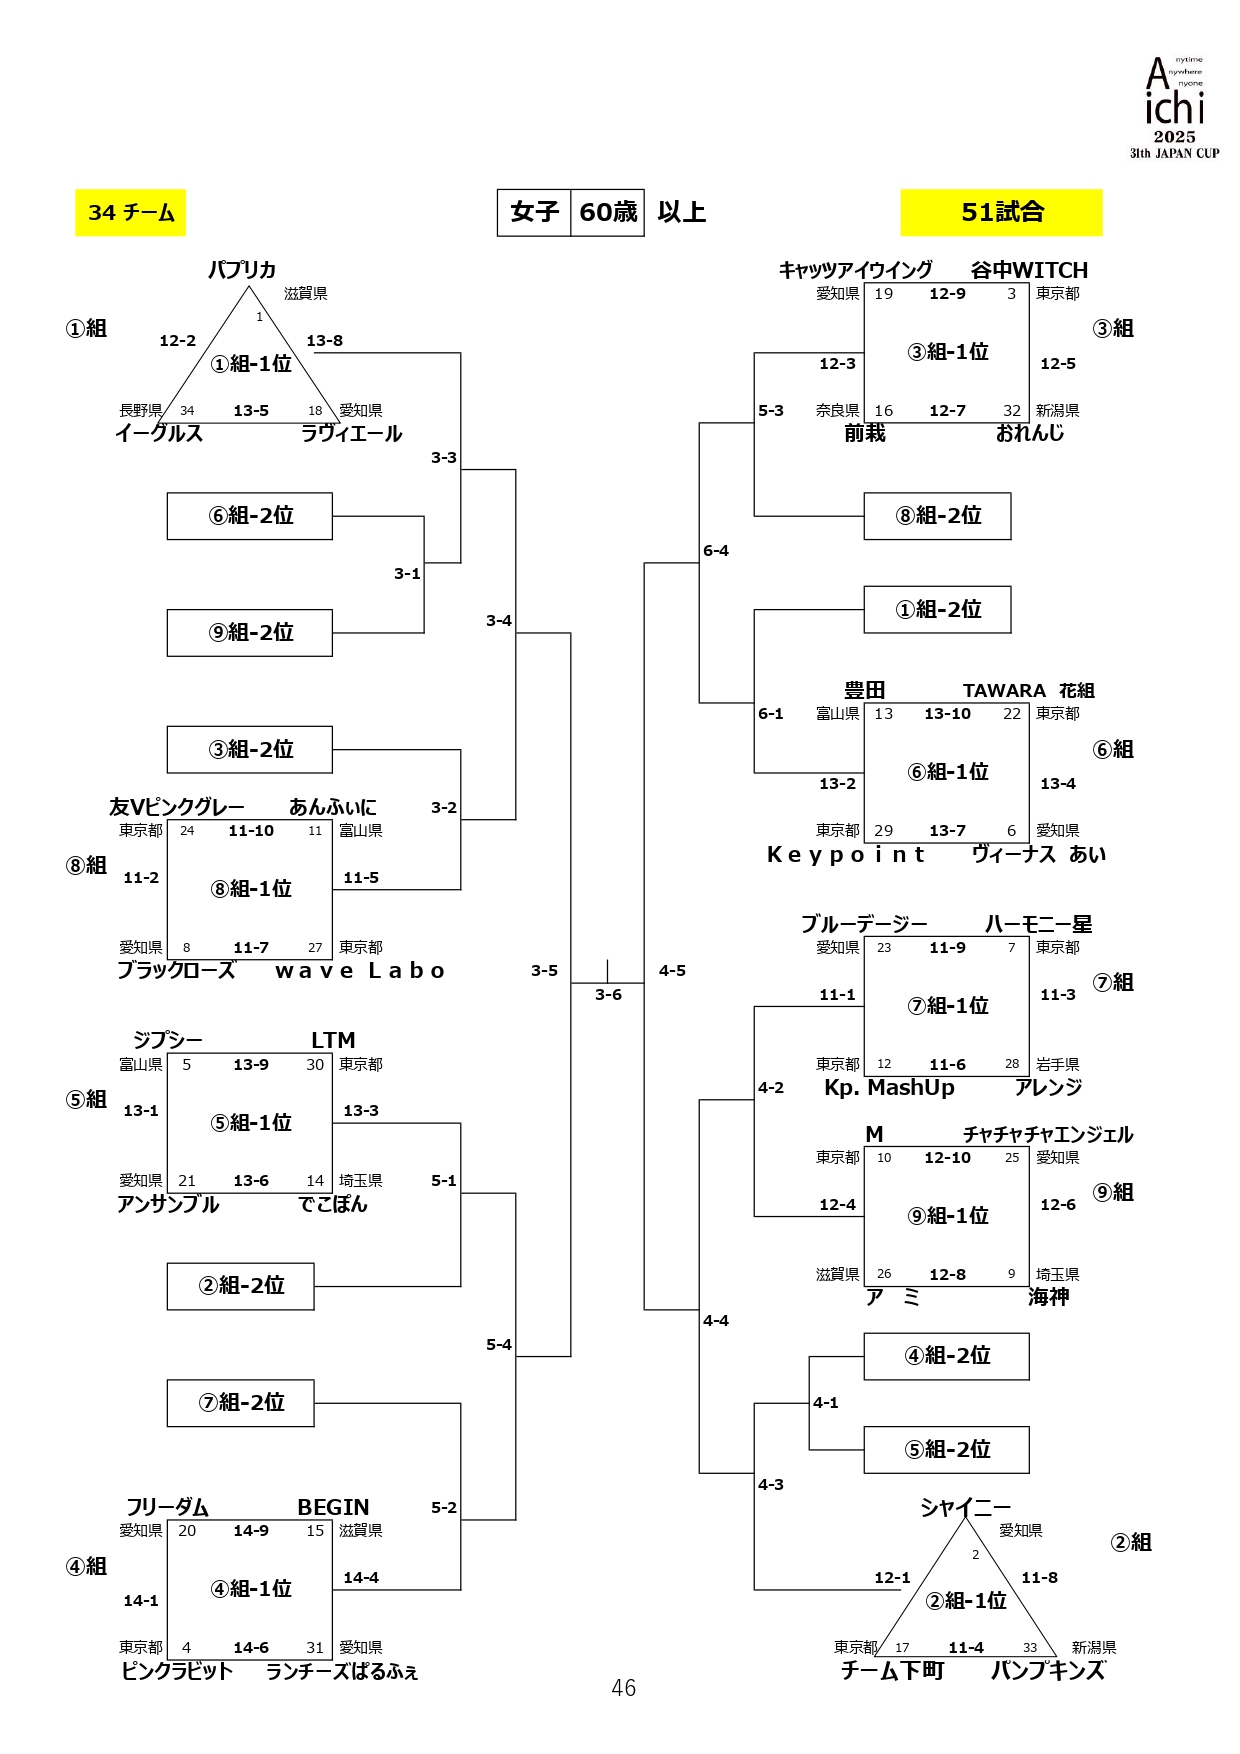 Anytime
Anywhere
Anyone
Aichi
2025
31th JAPAN CUP
34 チーム
女子 60歳 以上
51試合
パプリカ
滋賀県
1
①組
12-2
13-8
①組-1位
長野県 34 13-5 18 愛知県
イーグルス ラヴィエール
3-3
⑥組-2位
3-1
⑨組-2位
3-4
③組-2位
3-2
友Vピンクグレー あんふぃに
東京都 24 11-10 11 富山県
⑧組
11-2
⑧組-1位
11-5
愛知県 8 11-7 27 東京都
ブラックローズ ｗａｖｅ Ｌａｂｏ
3-5
3-6
ジプシー LTM
富山県 5 13-9 30 東京都
⑤組
13-1
⑤組-1位
13-3
愛知県 21 13-6 14 埼玉県
アンサンブル でこぽん
5-1
②組-2位
5-4
⑦組-2位
5-2
フリーダム BEGIN
愛知県 20 14-9 15 滋賀県
④組
14-1
④組-1位
14-4
東京都 4 14-6 31 愛知県
ピンクラビット ランチーズぱるふぇ
キャッツアイウイング 谷中WITCH
愛知県 19 12-9 3 東京都
③組
12-3
③組-1位
12-5
奈良県 16 12-7 32 新潟県
前栽 おれんじ
5-3
⑧組-2位
6-4
①組-2位
6-1
豊田 TAWARA 花組
富山県 13 13-10 22 東京都
⑥組
13-2
⑥組-1位
13-4
東京都 29 13-7 6 愛知県
Ｋｅｙｐｏｉｎｔ ヴィーナス あい
4-5
ブルーデージー ハーモニー星
愛知県 23 11-9 7 東京都
⑦組
11-1
⑦組-1位
11-3
東京都 12 11-6 28 岩手県
Kp. MashUp アレンジ
4-2
M チャチャチャエンジェル
東京都 10 12-10 25 愛知県
⑨組
12-4
⑨組-1位
12-6
滋賀県 26 12-8 9 埼玉県
ア ミ 海神
4-4
④組-2位
4-1
⑤組-2位
4-3
シャイニー
愛知県
2
②組
12-1
11-8
②組-1位
東京都 17 11-4 33 新潟県
チーム下町 パンプキンズ
46